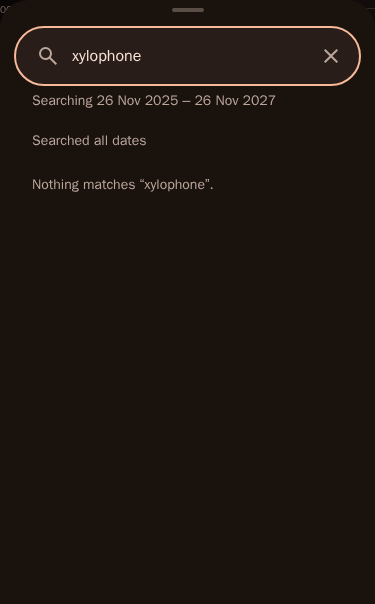 xylophone
Searching 26 Nov 2025 – 26 Nov 2027
Searched all dates
Nothing matches “xylophone”.